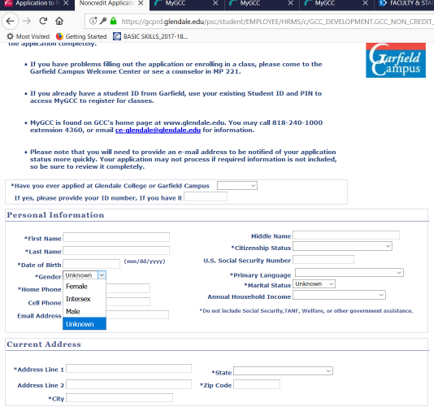 Application to
Noncredit Applicati
MyGCC
MyGCC
MyGCC
FACULTY & STA
https://gcprd.glendale.edu/psc/student/EMPLOYEE/HRMS/c/GCC_DEVELOPMENT.GCC_NON_CREDIT_
Most Visited Getting Started BASIC SKILLS_2017-18...
the application completely.
• If you have problems filling out the application or enrolling in a class, please come to the
Garfield Campus Welcome Center or see a counselor in MP 221.
Garfield
Campus
• If you already have a student ID from Garfield, use your existing Student ID and PIN to
access MyGCC to register for classes.
• MyGCC is found on GCC's home page at www.glendale.edu. You may call 818-240-1000
extension 4360, or email ce-glendale@glendale.edu for information.
• Please note that you will need to provide an e-mail address to be notified of your application
status more quickly. Your application may not process if required information is not included,
so be sure to review it completely.
*Have you ever applied at Glendale College or Garfield Campus
If yes, please provide your ID number, If you have it
Personal Information
*First Name
Middle Name
*Last Name
*Citizenship Status
*Date of Birth (mm/dd/yyyy)
U.S. Social Security Number
*Gender Unknown
*Primary Language
Female
Intersex
Male
Unknown
*Home Phone
*Marital Status Unknown
Cell Phone
Annual Household Income
Email Address
*Do not include Social Security,TANF, Welfare, or other government assistance.
Current Address
*Address Line 1
*State
Address Line 2
*Zip Code
*City